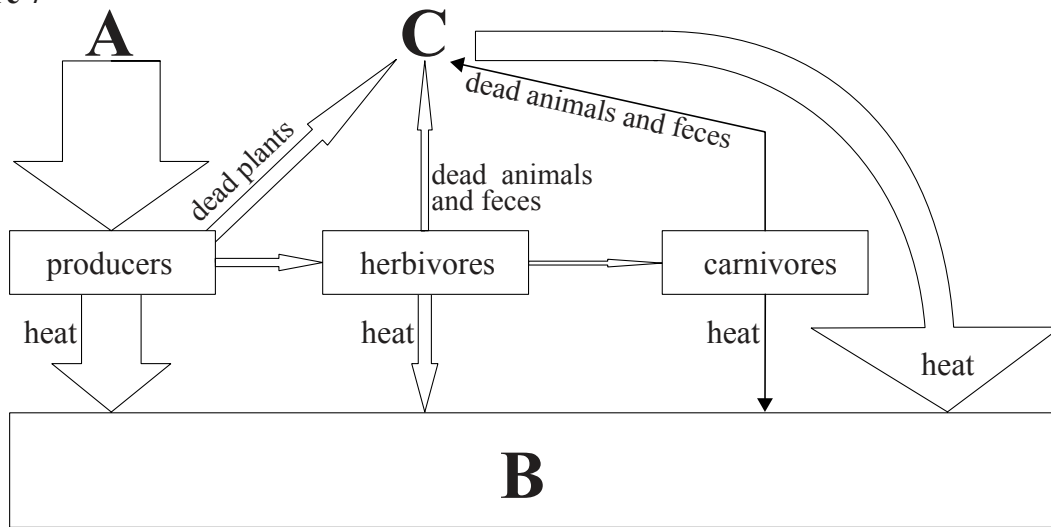 A
C
dead animals and feces
dead plants
dead animals
and feces
producers
herbivores
carnivores
heat
heat
heat
heat
B